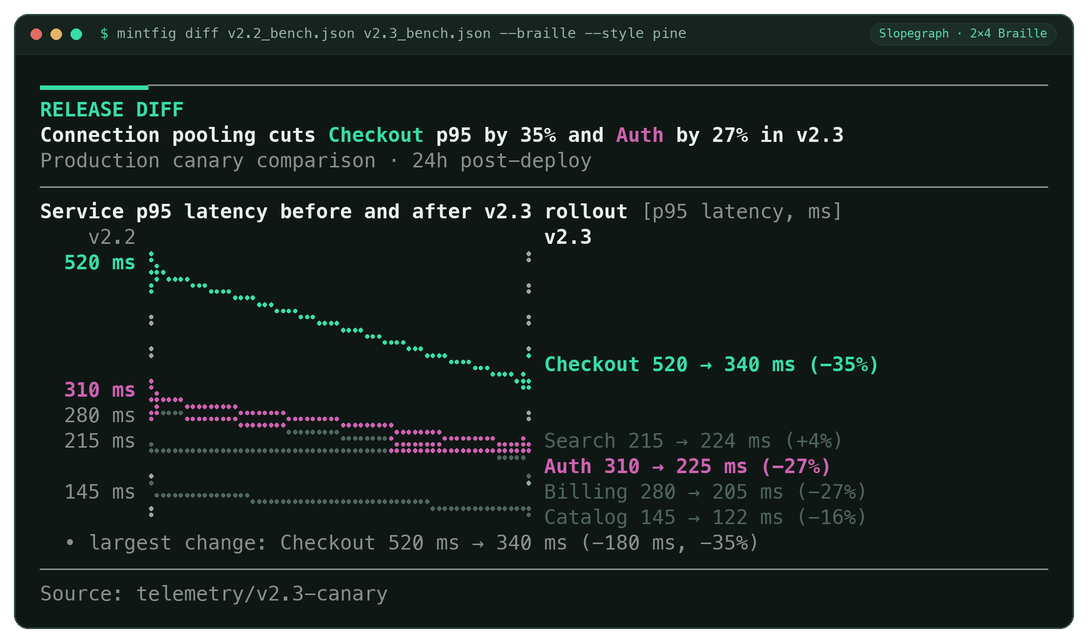 $ mintfig diff v2.2_bench.json v2.3_bench.json --braille --style pine
Slopegraph · 2×4 Braille
RELEASE DIFF
Connection pooling cuts Checkout p95 by 35% and Auth by 27% in v2.3
Production canary comparison · 24h post-deploy
Service p95 latency before and after v2.3 rollout [p95 latency, ms]
v2.2
v2.3
520 ms
Checkout 520 → 340 ms (−35%)
310 ms
280 ms
215 ms
Search 215 → 224 ms (+4%)
Auth 310 → 225 ms (−27%)
145 ms
Billing 280 → 205 ms (−27%)
Catalog 145 → 122 ms (−16%)
• largest change: Checkout 520 ms → 340 ms (−180 ms, −35%)
Source: telemetry/v2.3-canary